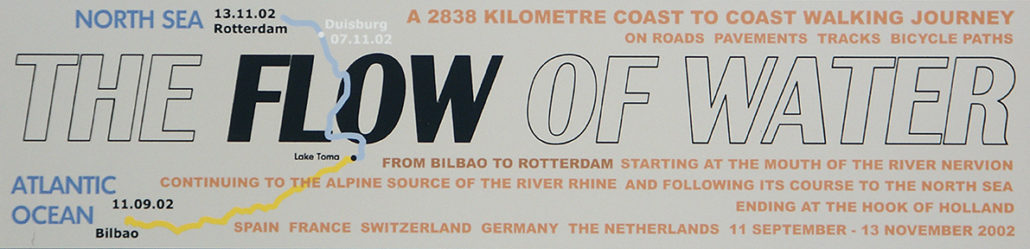 NORTH SEA
13.11.02
Rotterdam
Duisburg
07.11.02
A 2838 KILOMETRE COAST TO COAST WALKING JOURNEY
ON ROADS PAVEMENTS TRACKS BICYCLE PATHS
THE FLOW OF WATER
Lake Toma
FROM BILBAO TO ROTTERDAM STARTING AT THE MOUTH OF THE RIVER NERVION
CONTINUING TO THE ALPINE SOURCE OF THE RIVER RHINE AND FOLLOWING ITS COURSE TO THE NORTH SEA
ENDING AT THE HOOK OF HOLLAND
ATLANTIC
OCEAN
11.09.02
Bilbao
SPAIN FRANCE SWITZERLAND GERMANY THE NETHERLANDS 11 SEPTEMBER - 13 NOVEMBER 2002